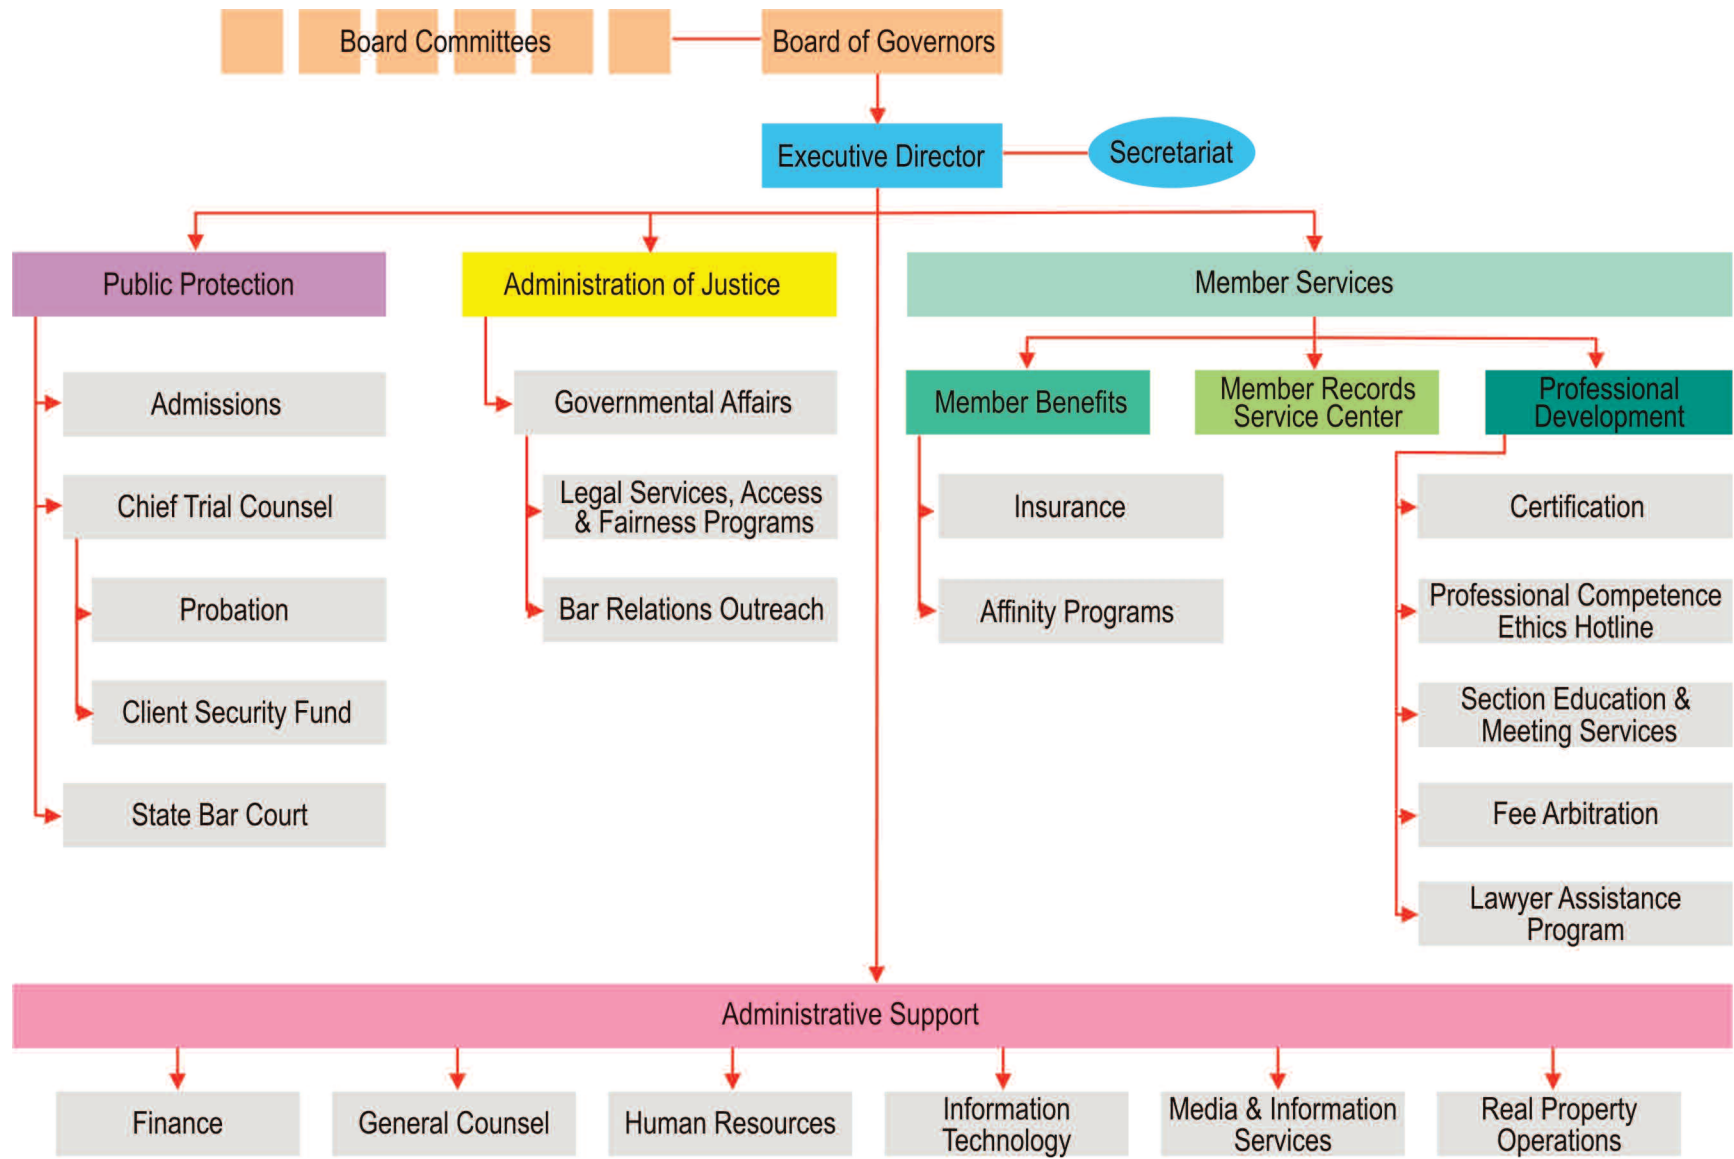 Board Committees
Board of Governors
Executive Director
Secretariat
Public Protection
Administration of Justice
Member Services
Admissions
Governmental Affairs
Member Benefits
Member Records
Service Center
Professional
Development
Chief Trial Counsel
Legal Services, Access
& Fairness Programs
Insurance
Certification
Probation
Bar Relations Outreach
Affinity Programs
Professional Competence
Ethics Hotline
Client Security Fund
Section Education &
Meeting Services
State Bar Court
Fee Arbitration
Lawyer Assistance
Program
Administrative Support
Finance
General Counsel
Human Resources
Information
Technology
Media & Information
Services
Real Property
Operations